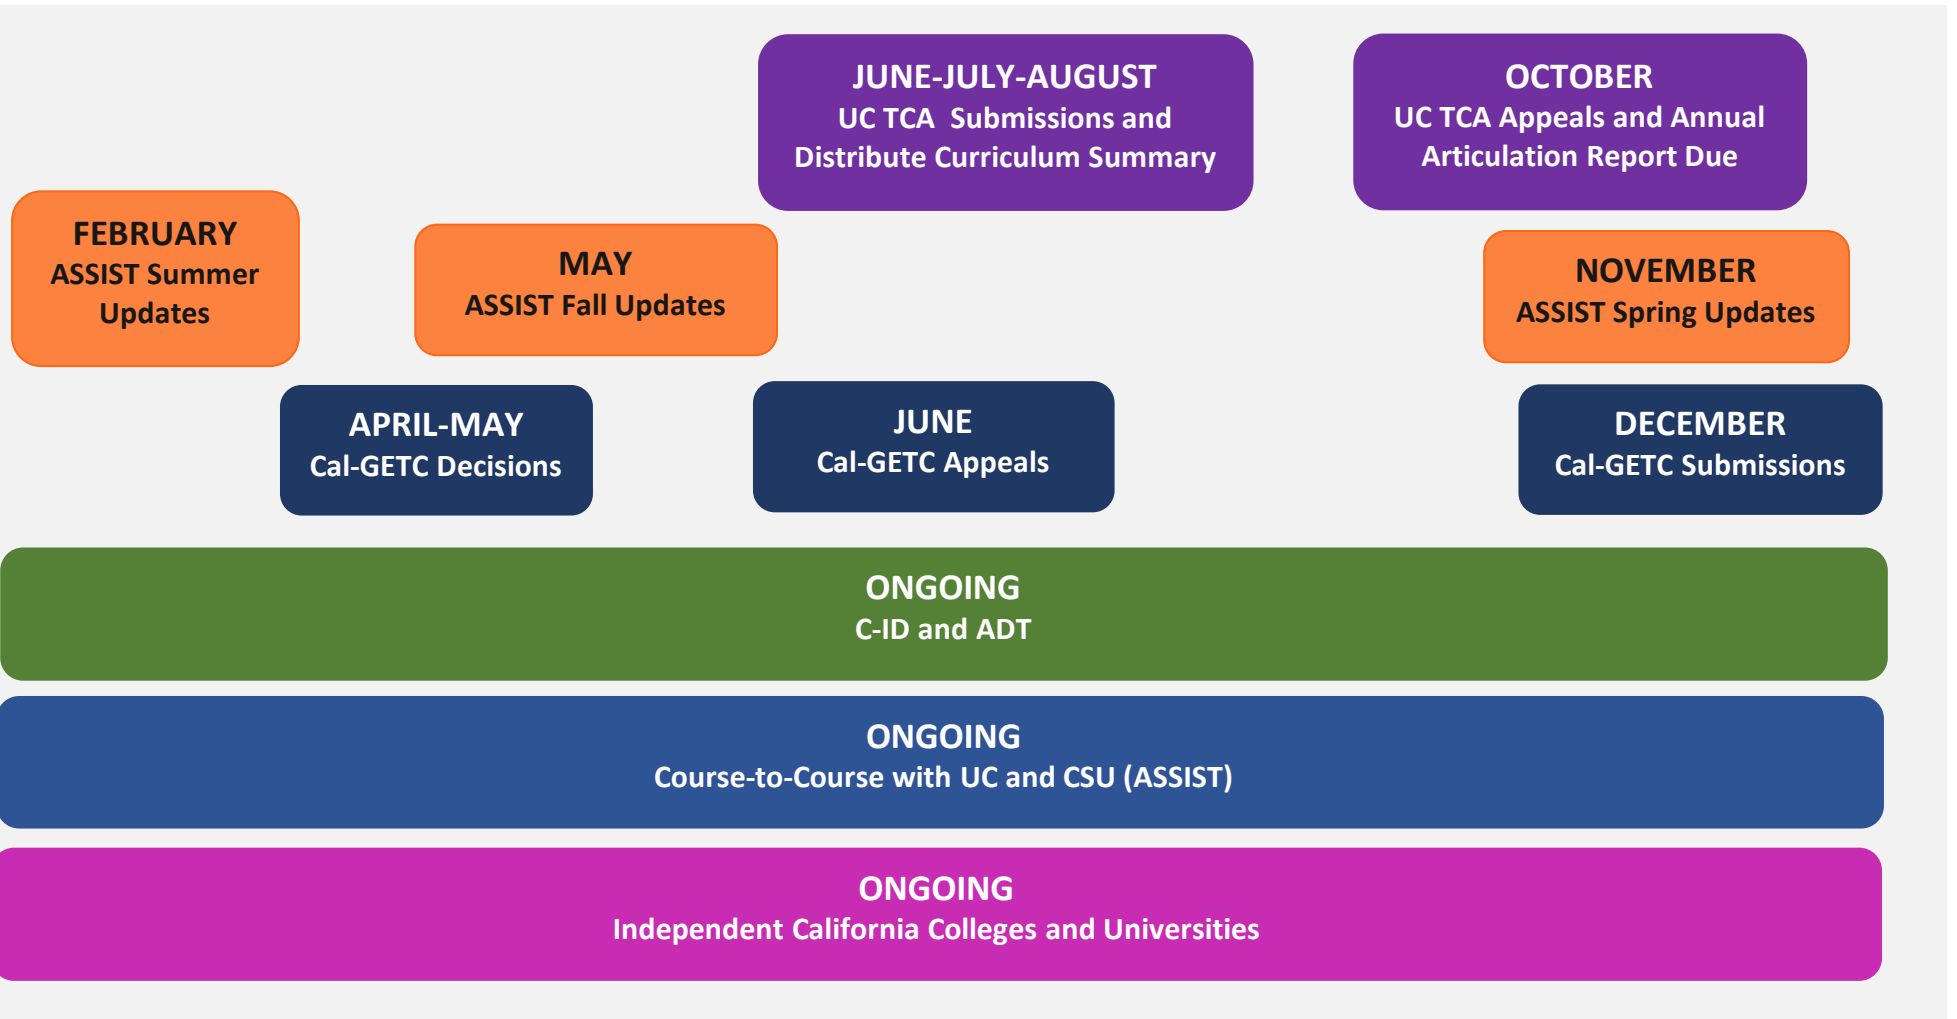 JUNE-JULY-AUGUST
UC TCA  Submissions and
Distribute Curriculum Summary
OCTOBER
UC TCA Appeals and Annual
Articulation Report Due
FEBRUARY
ASSIST Summer
Updates
MAY
ASSIST Fall Updates
NOVEMBER
ASSIST Spring Updates
APRIL-MAY
Cal-GETC Decisions
JUNE
Cal-GETC Appeals
DECEMBER
Cal-GETC Submissions
ONGOING
C-ID and ADT
ONGOING
Course-to-Course with UC and CSU (ASSIST)
ONGOING
Independent California Colleges and Universities